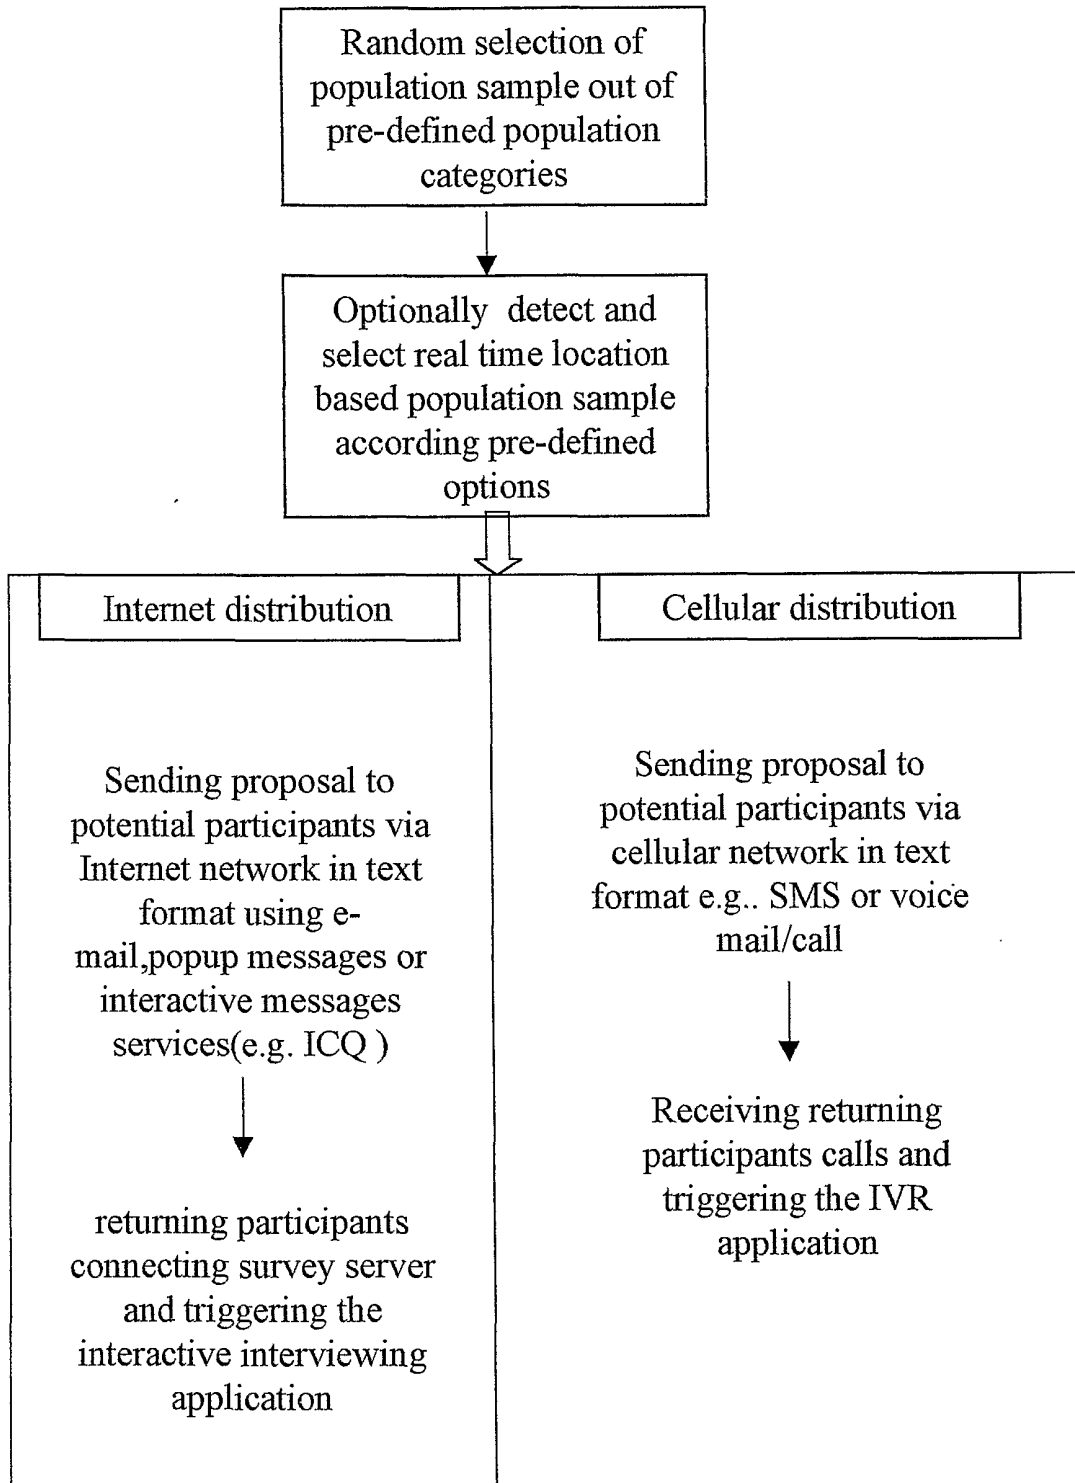 Random selection of
population sample out of
pre-defined population
categories
Optionally detect and
select real time location
based population sample
according pre-defined
options
Internet distribution
Sending proposal to
potential participants via
Internet network in text
format using e-
mail,popup messages or
interactive messages
services(e.g. ICQ )
returning participants
connecting survey server
and triggering the
interactive interviewing
application
Cellular distribution
Sending proposal to
potential participants via
cellular network in text
format e.g.. SMS or voice
mail/call
Receiving returning
participants calls and
triggering the IVR
application